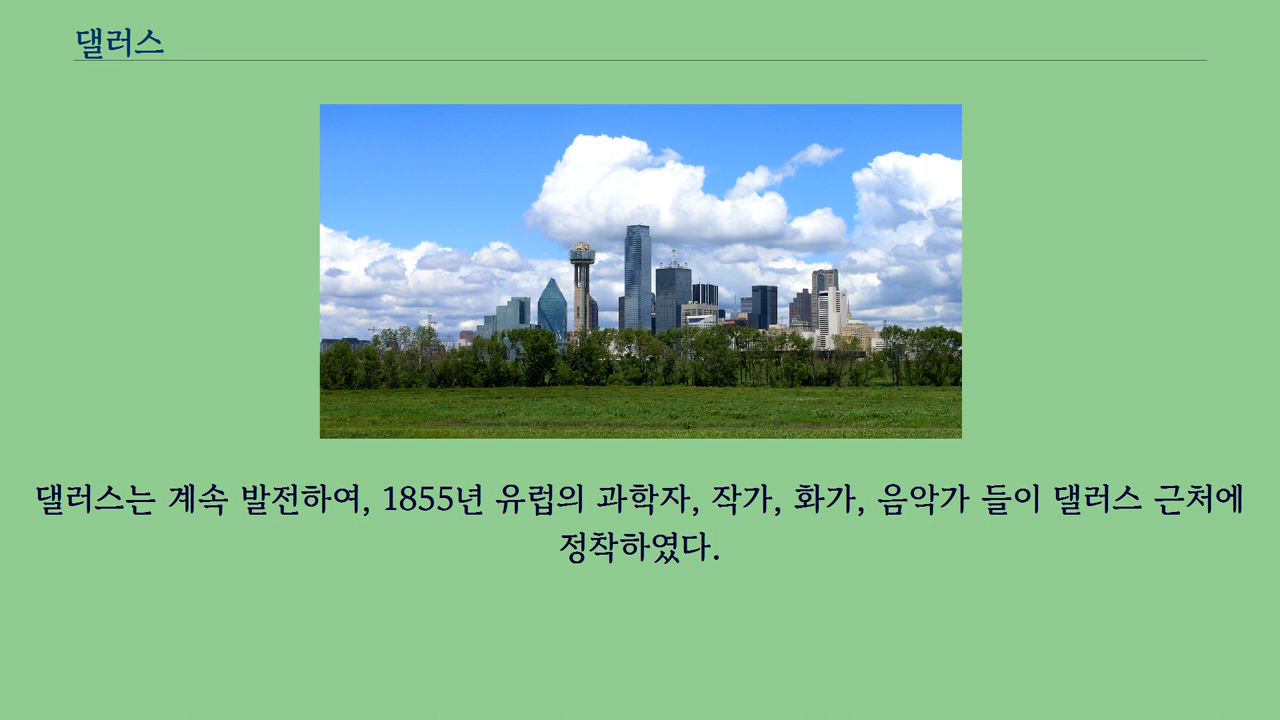 댈러스
댈러스는 계속 발전하여, 1855년 유럽의 과학자, 작가, 화가, 음악가 들이 댈러스 근처에
정착하였다.